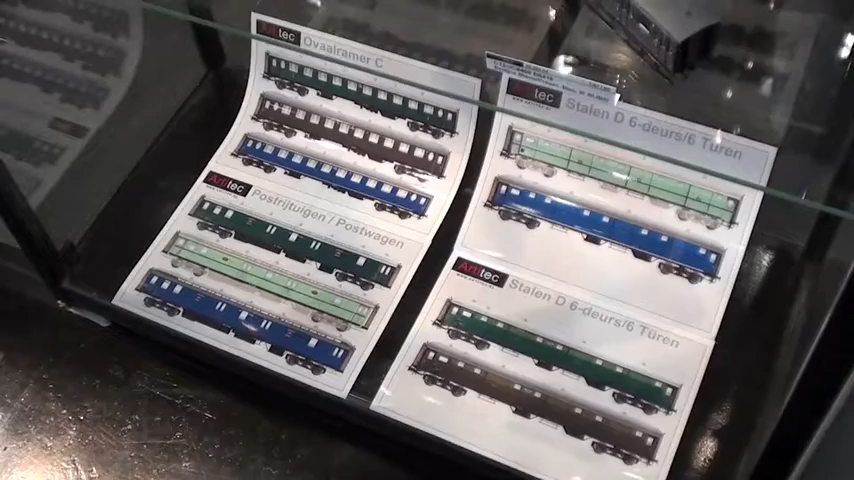 Artitec
Ovaalramer C
Artitec
Postrijtuigen / Postwagen
Artitec
Stalen D 6-deurs/6 Türen
Artitec
Stalen D 6-deurs/6 Türen